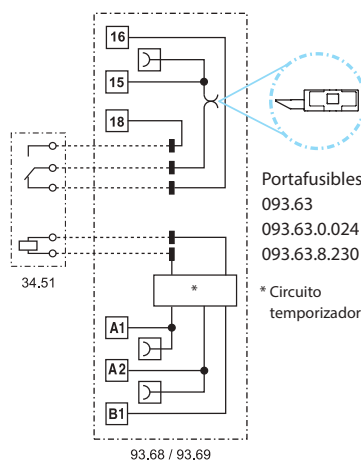 16
15
18
34.51
Portafusibles
093.63
093.63.0.024
093.63.8.230
* Circuito
temporizador
*
A1
A2
B1
93.68 / 93.69